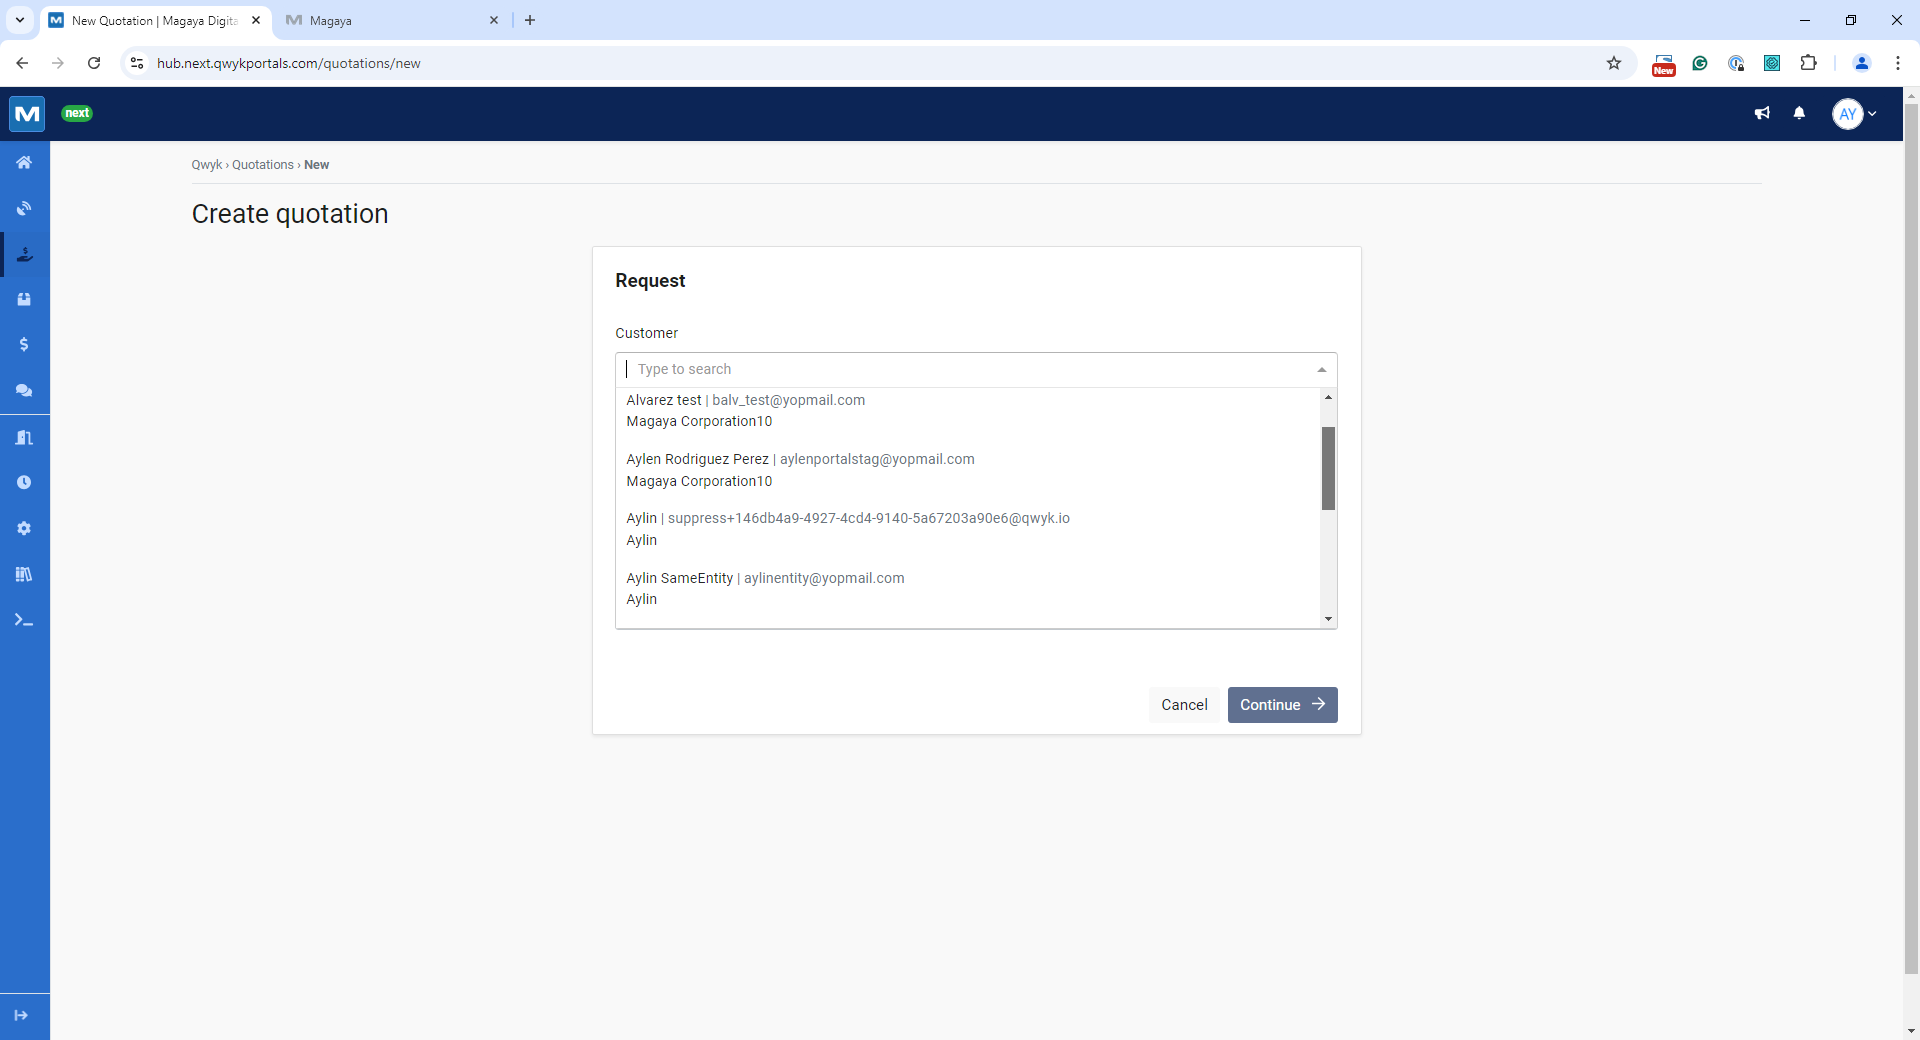 New Quotation | Magaya Digita
Magaya
hub.next.qwykportals.com/quotations/new
New
next
AY
Qwyk › Quotations › New
Create quotation
Request
Customer
Type to search
Alvarez test | balv_test@yopmail.com
Magaya Corporation10
Aylen Rodriguez Perez | aylenportalstag@yopmail.com
Magaya Corporation10
Aylin | suppress+146db4a9-4927-4cd4-9140-5a67203a90e6@qwyk.io
Aylin
Aylin SameEntity | aylinentity@yopmail.com
Aylin
Cancel
Continue